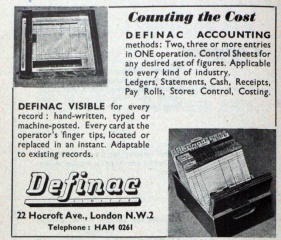 Counting the Cost
DEFINAC ACCOUNTING
methods: Two, three or more entries
in ONE operation. Control Sheets for
any desired set of figures. Applicable
to every kind of industry.
Ledgers, Statements, Cash, Receipts,
Pay Rolls, Stores Control, Costing.
DEFINAC VISIBLE for every
record : hand-written, typed or
machine-posted. Every card at the
operator's finger tips, located or
replaced in an instant. Adaptable
to existing records.
Definac
LIMITED
22 Hocroft Ave., London N.W.2
Telephone : HAM 0261